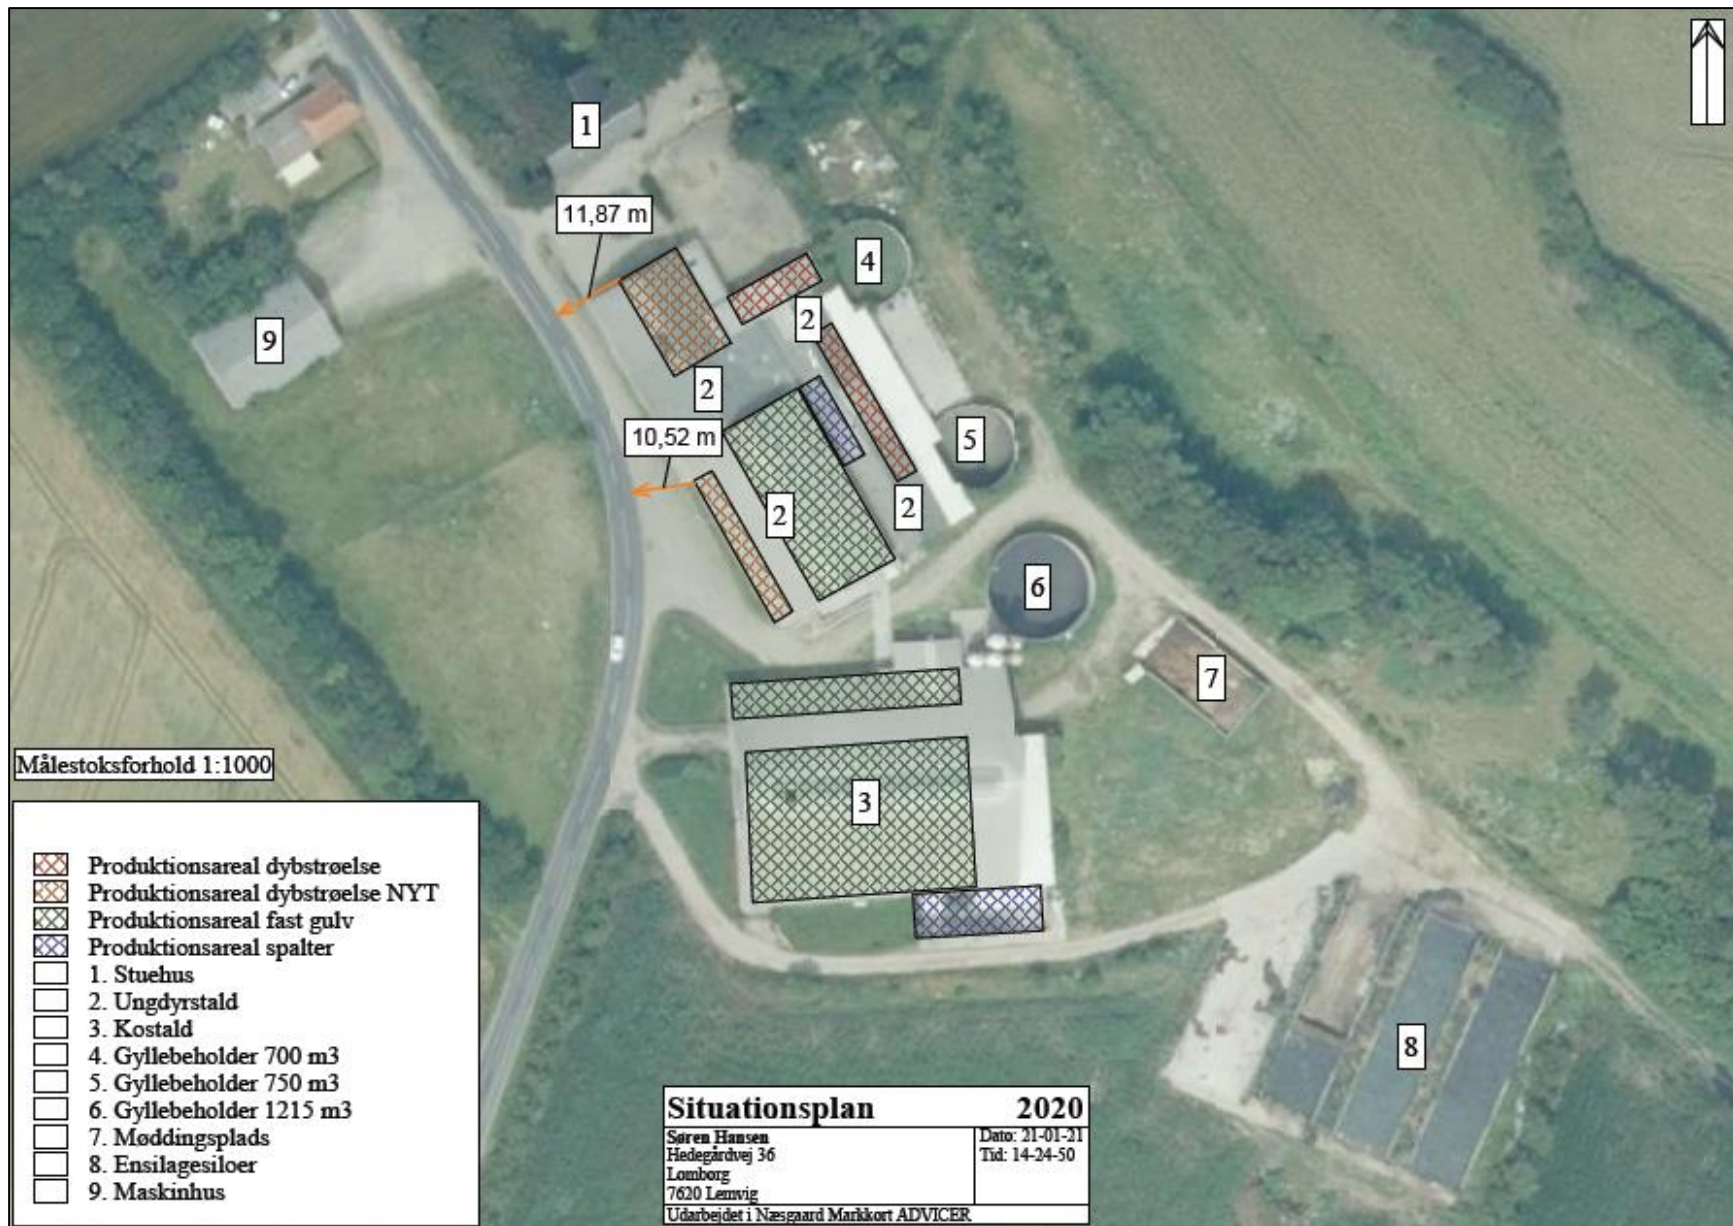 1
11,87 m
4
2
9
2
10,52 m
5
2
2
6
7
Målestoksforhold 1:1000
3
Produktionsareal dybstrøelse
Produktionsareal dybstrøelse NYT
Produktionsareal fast gulv
Produktionsareal spalter
1. Stuehus
2. Ungdyrstald
3. Kostald
4. Gyllebeholder 700 m3
5. Gyllebeholder 750 m3
6. Gyllebeholder 1215 m3
7. Møddingsplads
8. Ensilagesiloer
9. Maskinhus
8
Situationsplan 2020
Søren Hansen
Hedegårdvej 36
Lomborg
7620 Lemvig
Dato: 21-01-21
Tid: 14-24-50
Udarbejdet i Næsgaard Markkort ADVICER